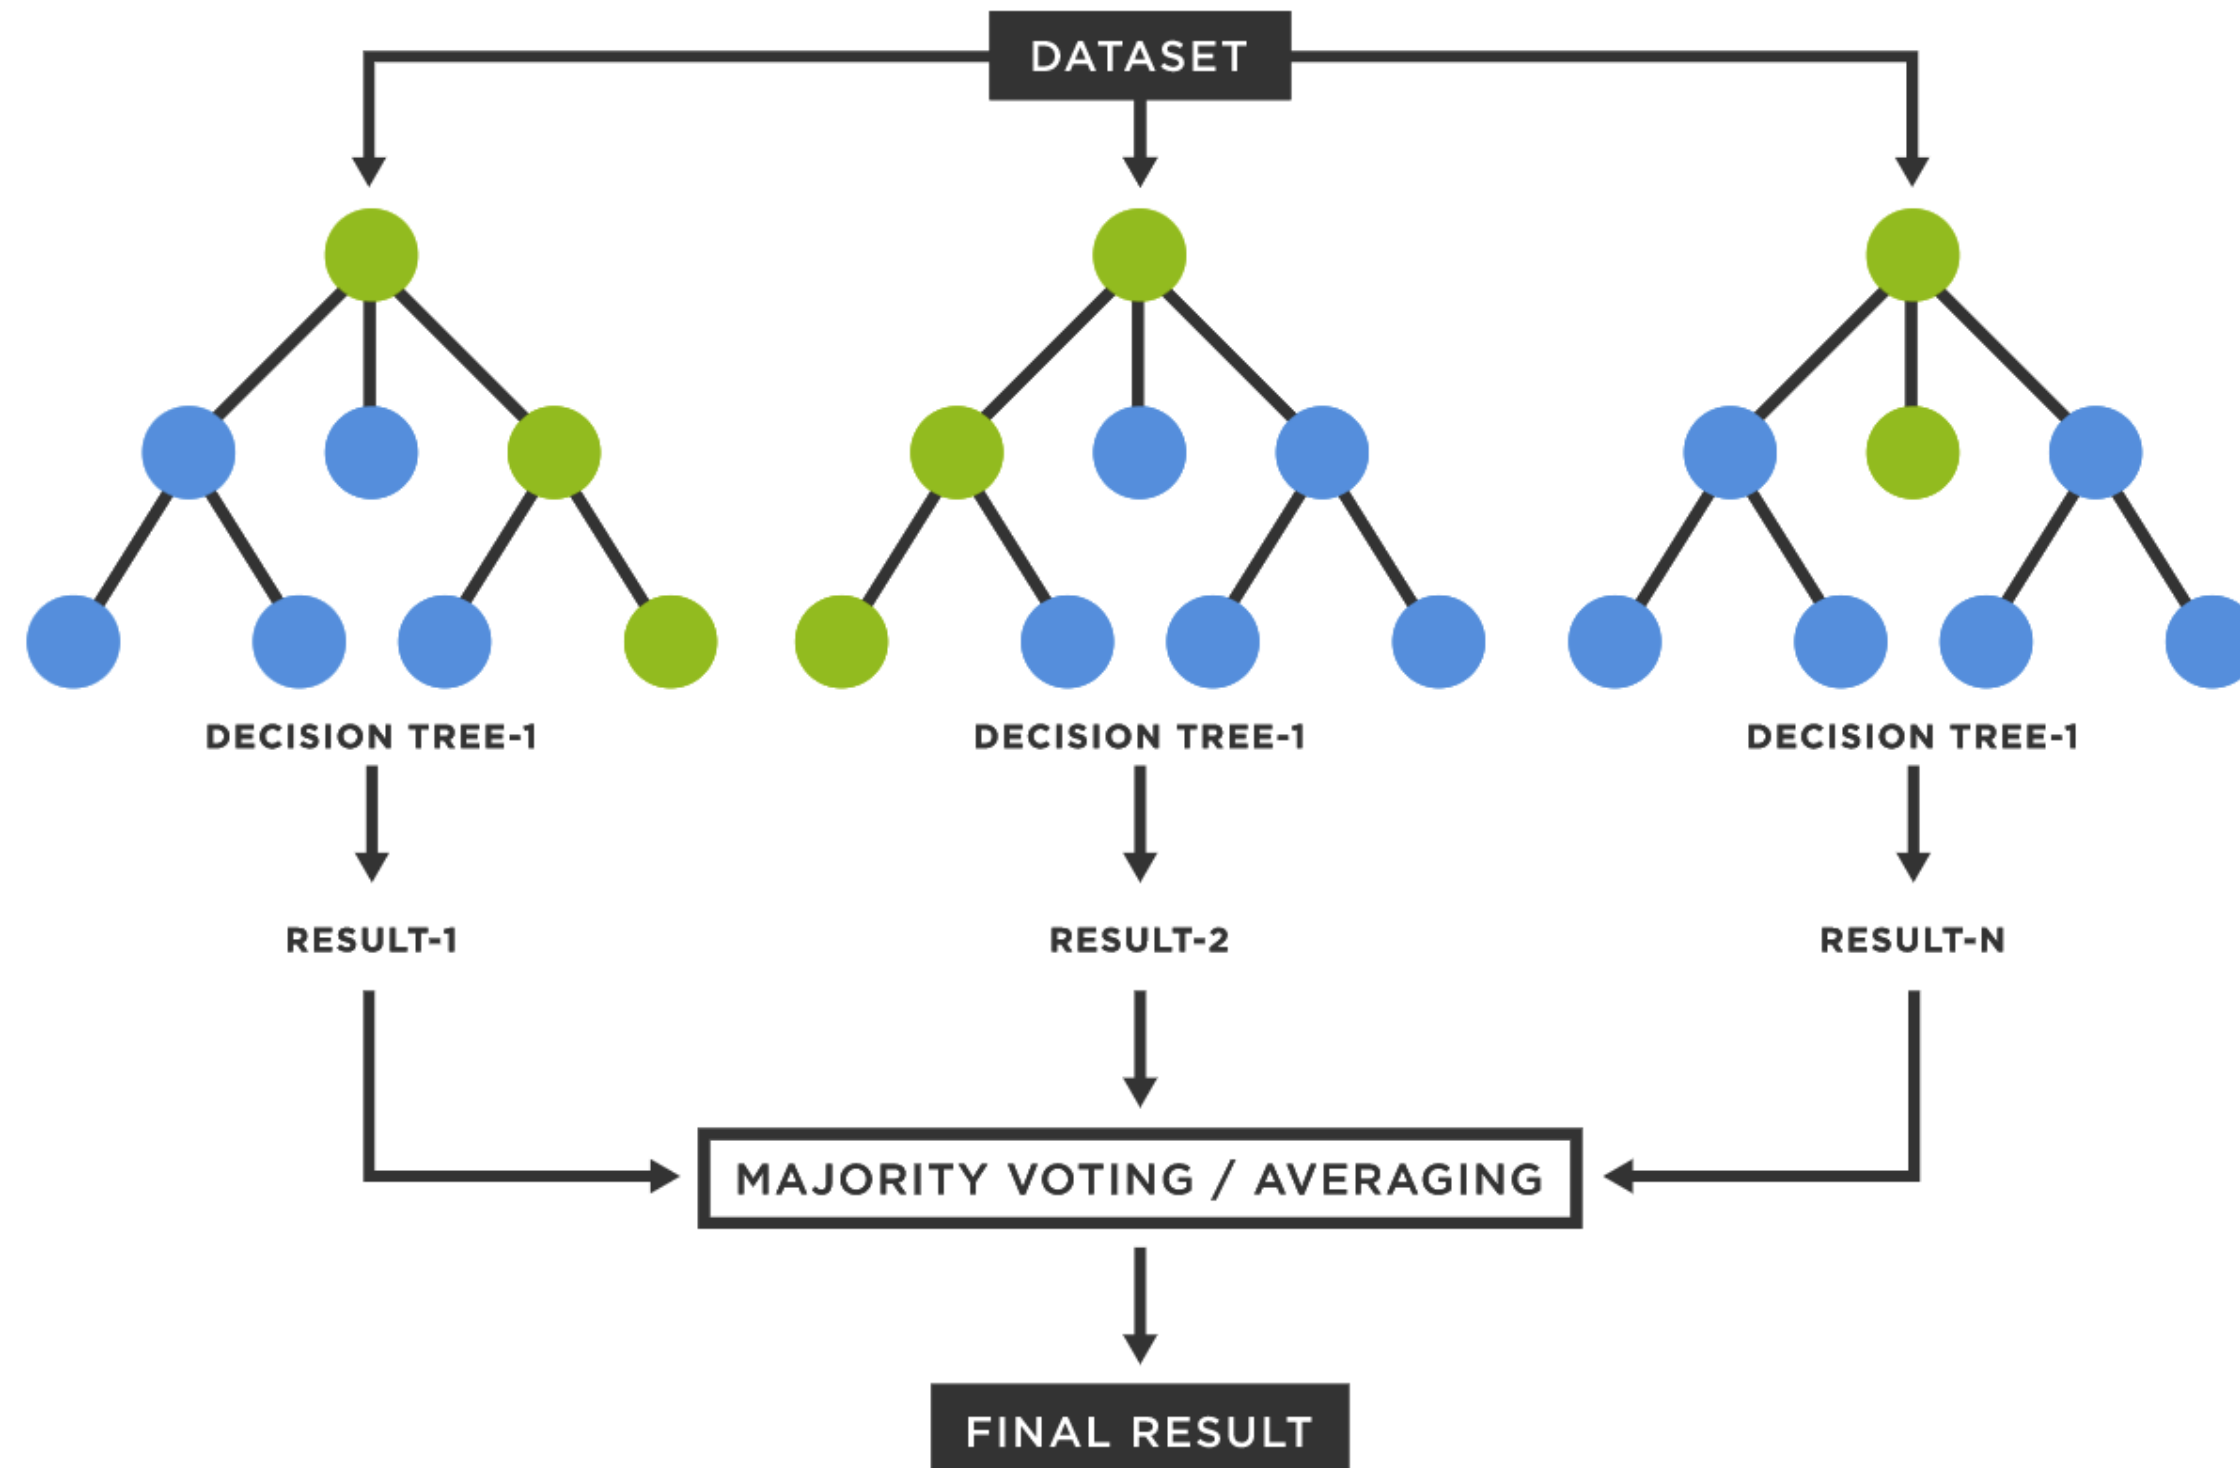 DATASET
DECISION TREE-1
DECISION TREE-1
DECISION TREE-1
RESULT-1
RESULT-2
RESULT-N
MAJORITY VOTING / AVERAGING
FINAL RESULT